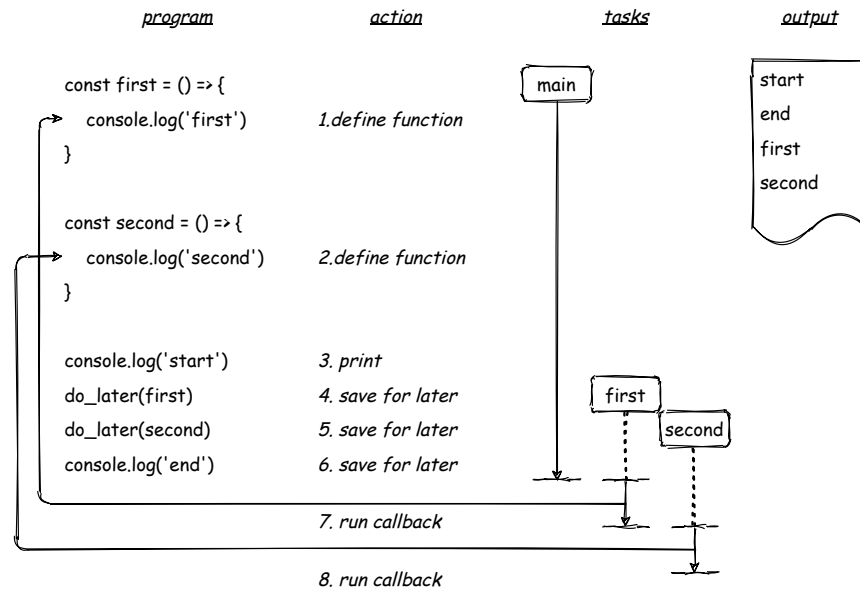 program action tasks output
const first = () => {
main
start
console.log('first') 1.define function
end
}
first
second
const second = () => {
console.log('second') 2.define function
}
console.log('start') 3. print
do_later(first) 4. save for later
first
do_later(second) 5. save for later
second
console.log('end') 6. save for later
7. run callback
8. run callback